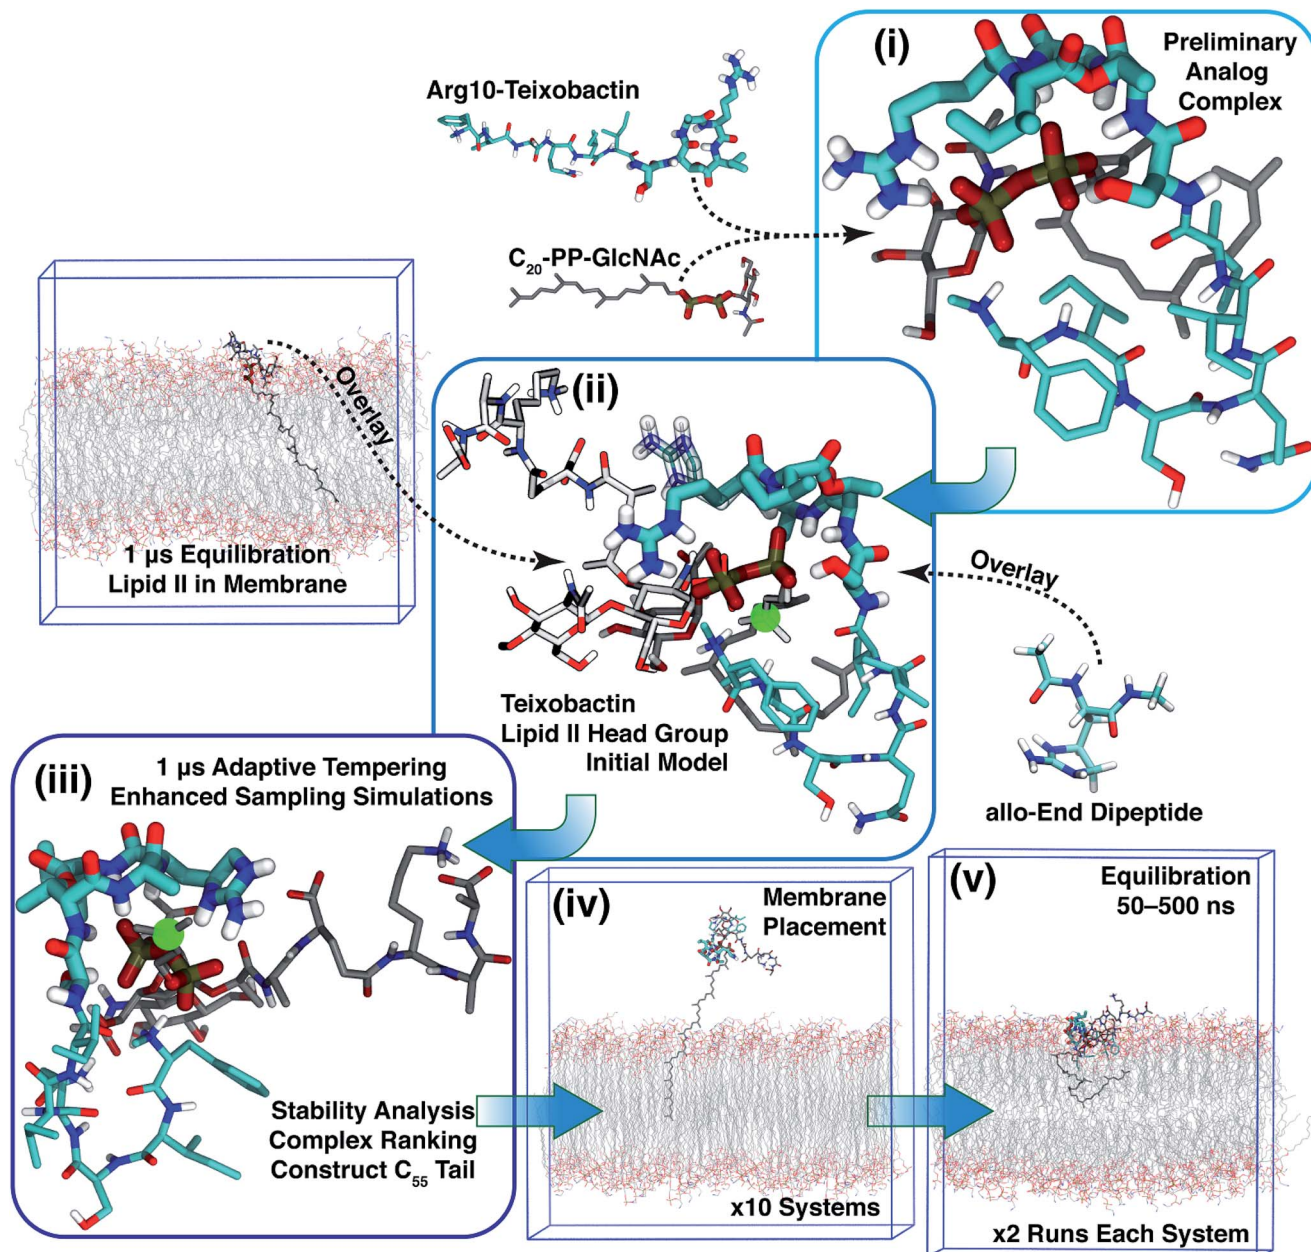 (i)
Preliminary
Analog
Complex
Arg10-Teixobactin
C20-PP-GlcNAc
Overlay
1 µs Equilibration
Lipid II in Membrane
(ii)
Teixobactin
Lipid II Head Group
Initial Model
Overlay
allo-End Dipeptide
(iii)
1 µs Adaptive Tempering
Enhanced Sampling Simulations
Stability Analysis
Complex Ranking
Construct C55 Tail
(iv)
Membrane
Placement
x10 Systems
(v)
Equilibration
50–500 ns
x2 Runs Each System